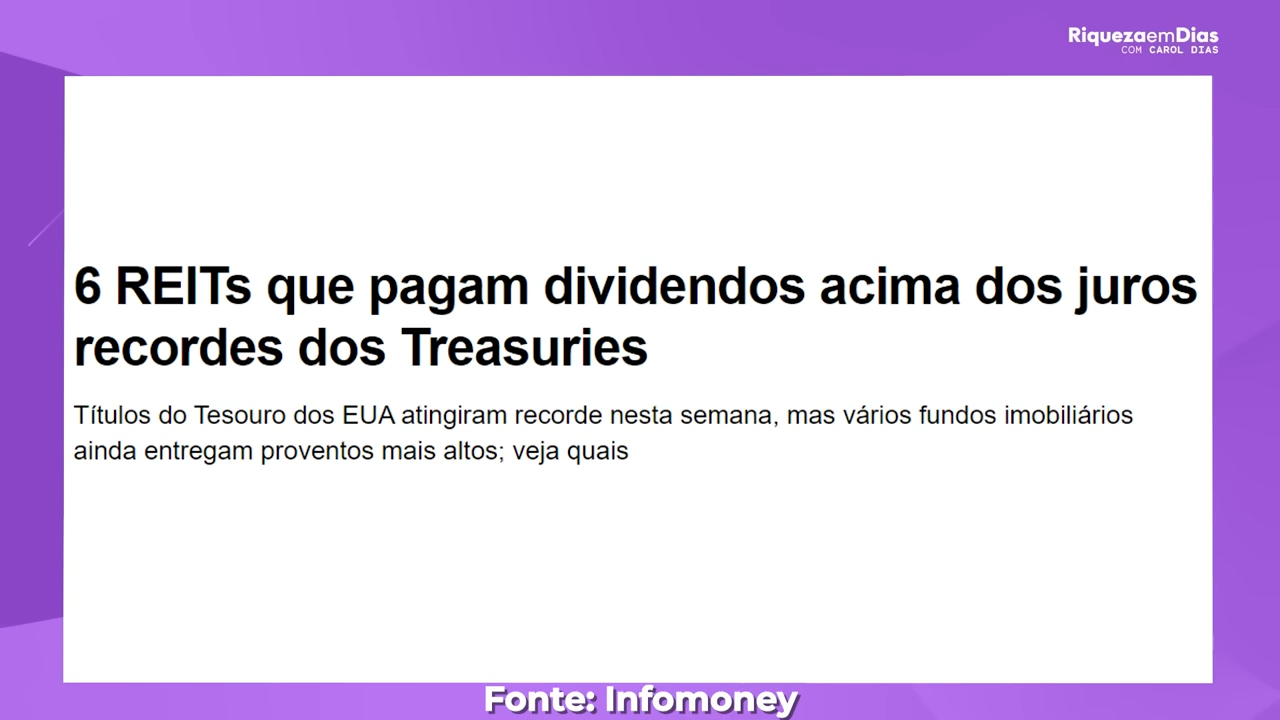 RiquezaemDias
COM CAROL DIAS
6 REITs que pagam dividendos acima dos juros
recordes dos Treasuries
Títulos do Tesouro dos EUA atingiram recorde nesta semana, mas vários fundos imobiliários
ainda entregam proventos mais altos; veja quais
Fonte: Infomoney